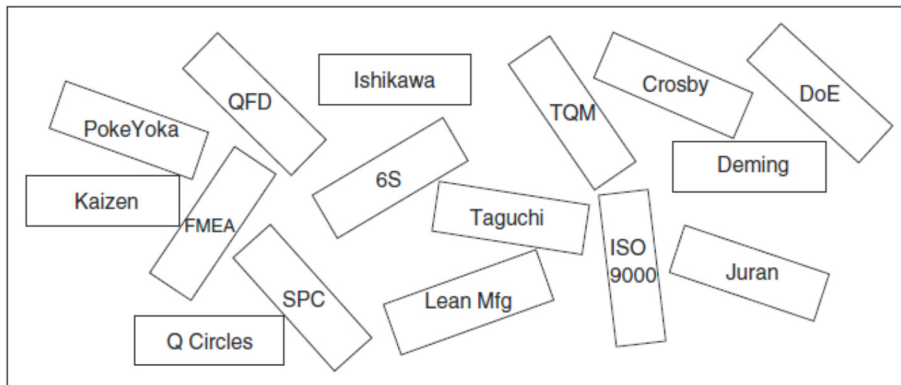 Ishikawa
Crosby
DoE
QFD
TQM
PokeYoka
Deming
6S
Kaizen
Taguchi
FMEA
ISO
9000
Juran
SPC
Lean Mfg
Q Circles